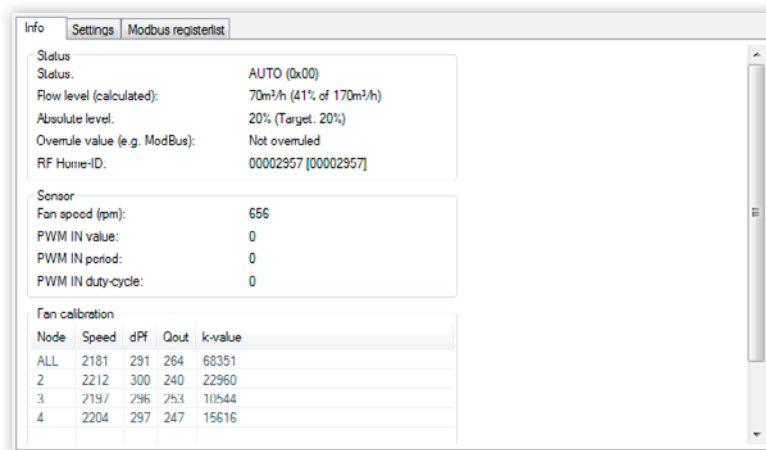 Info Settings Modbus registerlist
Status
Status: AUTO (0x00)
Flow level (calculated): 70m³/h (41% of 170m³/h)
Absolute level: 20% (Target: 20%)
Overrule value (e.g. ModBus): Not overruled
RF Home-ID: 00002957 [00002957]
Sensor
Fan speed (rpm): 656
PWM IN value: 0
PWM IN period: 0
PWM IN duty-cycle: 0
Fan calibration
Node Speed dPf Qout k-value
ALL 2181 291 264 68351
2 2212 300 240 22960
3 2197 296 253 10544
4 2204 297 247 15616